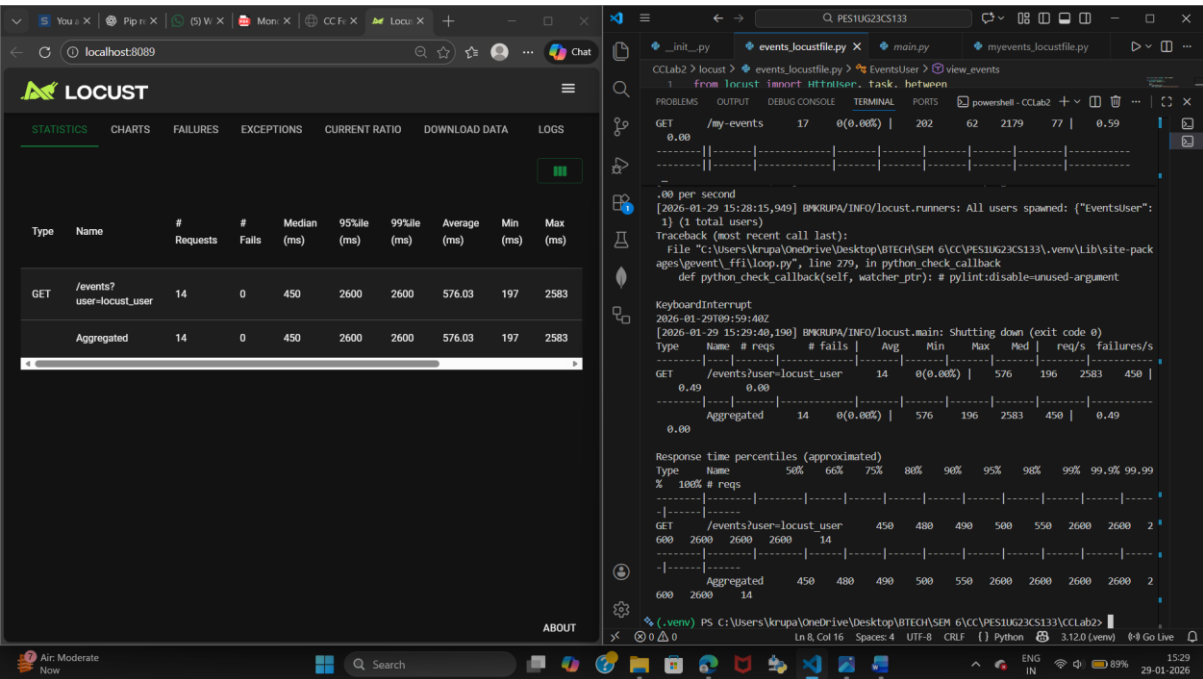 You a
Pip re
(5) W
Mone
CC Fe
Locus
localhost:8089
Chat
LOCUST
STATISTICS CHARTS FAILURES EXCEPTIONS CURRENT RATIO DOWNLOAD DATA LOGS
Type Name # Requests # Fails Median (ms) 95%ile (ms) 99%ile (ms) Average (ms) Min (ms) Max (ms)
GET /events?user=locust_user 14 0 450 2600 2600 576.03 197 2583
Aggregated 14 0 450 2600 2600 576.03 197 2583
ABOUT
PES1UG23CS133
__init__.py events_locustfile.py main.py myevents_locustfile.py
CCLab2 > locust > events_locustfile.py > EventsUser > view_events
1 from locust import HttpUser, task, between
PROBLEMS OUTPUT DEBUG CONSOLE TERMINAL PORTS powershell - CCLab2
GET /my-events 17 0(0.00%) | 202 62 2179 77 | 0.59
0.00
--------||-------|-------------|-------|-------|-------|-------|--------|-----------
--------||-------|-------------|-------|-------|-------|-------|--------|-----------
.00 per second
[2026-01-29 15:28:15,949] BMKRUPA/INFO/locust.runners: All users spawned: {"EventsUser":
1} (1 total users)
Traceback (most recent call last):
File "C:\Users\krupa\OneDrive\Desktop\BTECH\SEM 6\CC\PES1UG23CS133\.venv\Lib\site-pack
ages\gevent\_ffi\loop.py", line 279, in python_check_callback
def python_check_callback(self, watcher_ptr): # pylint:disable=unused-argument
KeyboardInterrupt
2026-01-29T09:59:40Z
[2026-01-29 15:29:40,190] BMKRUPA/INFO/locust.main: Shutting down (exit code 0)
Type Name # reqs # fails | Avg Min Max Med | req/s failures/s
--------|----|-------|-------------|-------|-------|-------|-------|--------|-----------
GET /events?user=locust_user 14 0(0.00%) | 576 196 2583 450 |
0.49 0.00
--------|----|-------|-------------|-------|-------|-------|-------|--------|-----------
Aggregated 14 0(0.00%) | 576 196 2583 450 | 0.49
0.00
Response time percentiles (approximated)
Type Name 50% 66% 75% 80% 90% 95% 98% 99% 99.9% 99.99
% 100% # reqs
--------|--------|--------|------|------|------|------|------|------|------|------|-----
-|------|------
GET /events?user=locust_user 450 480 490 500 550 2600 2600 2
600 2600 2600 2600 14
--------|--------|--------|------|------|------|------|------|------|------|------|-----
-|------|------
Aggregated 450 480 490 500 550 2600 2600 2600 2600 2
600 2600 14
(.venv) PS C:\Users\krupa\OneDrive\Desktop\BTECH\SEM 6\CC\PES1UG23CS133\CCLab2>
0 0 Ln 8, Col 16 Spaces: 4 UTF-8 CRLF {} Python 3.12.0 (.venv) Go Live
7
Air: Moderate
Now
Search
ENG
IN
89%
15:29
29-01-2026